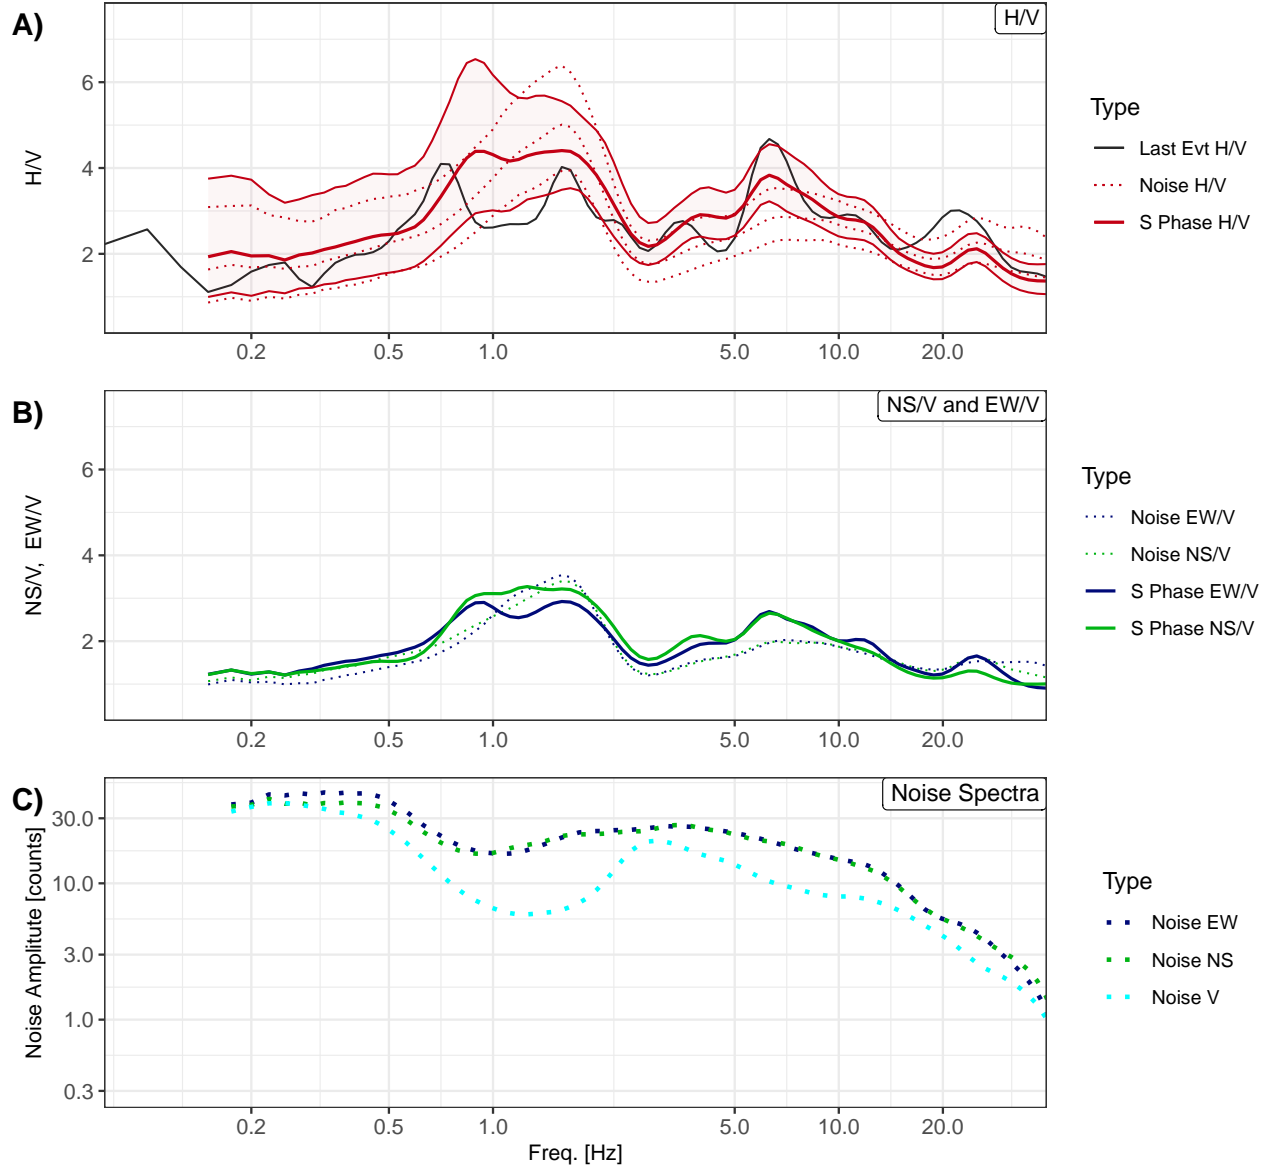 A)
H/V
6
4
2
H/V
0.2 0.5 1.0 5.0 10.0 20.0
Type
Last Evt H/V
Noise H/V
S Phase H/V
B)
NS/V and EW/V
6
4
2
NS/V, EW/V
0.2 0.5 1.0 5.0 10.0 20.0
Type
Noise EW/V
Noise NS/V
S Phase EW/V
S Phase NS/V
C)
Noise Spectra
30.0
10.0
3.0
1.0
0.3
Noise Amplitude [counts]
0.2 0.5 1.0 5.0 10.0 20.0
Freq. [Hz]
Type
Noise EW
Noise NS
Noise V